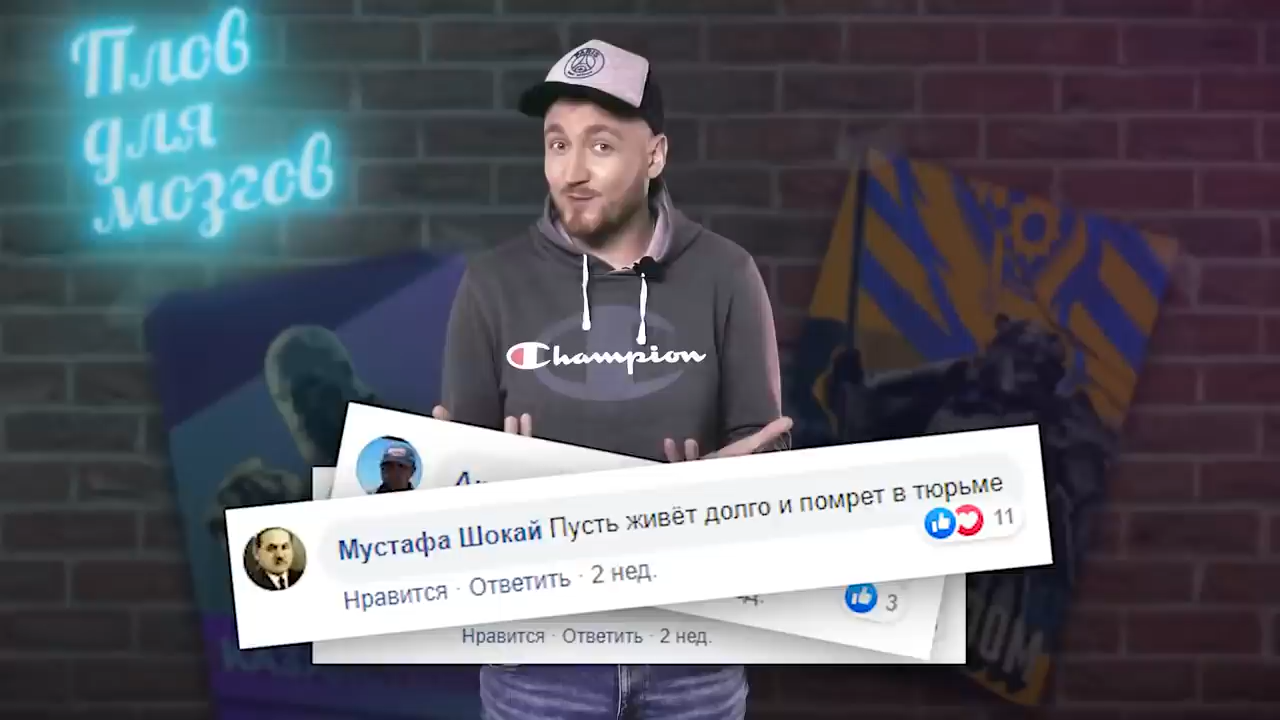 Плов
для
мозгов
PARIS
Champion
Мустафа Шокай Пусть живёт долго и помрет в тюрьме
11
Нравится · Ответить · 2 нед.
3
Нравится · Ответить · 2 нед.